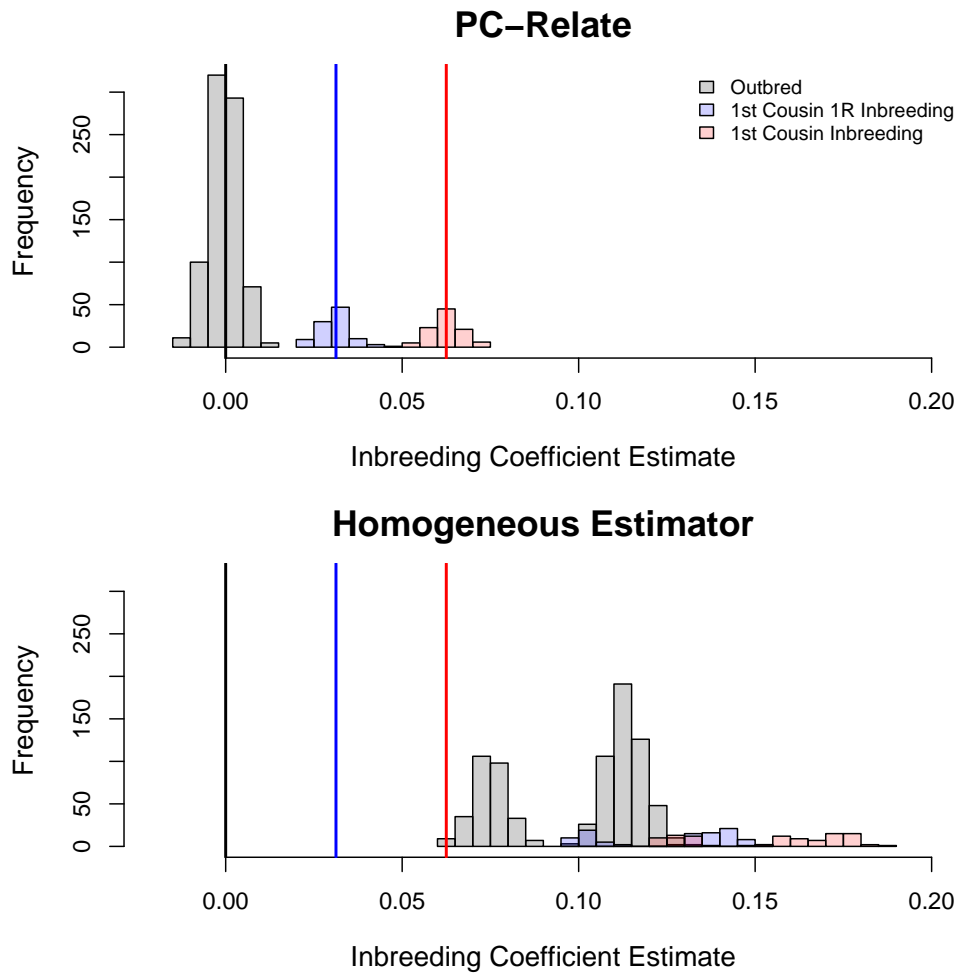 PC−Relate
Outbred
1st Cousin 1R Inbreeding
1st Cousin Inbreeding
Frequency
0 50 150 250
0.00 0.05 0.10 0.15 0.20
Inbreeding Coefficient Estimate
Homogeneous Estimator
Frequency
0 50 150 250
0.00 0.05 0.10 0.15 0.20
Inbreeding Coefficient Estimate